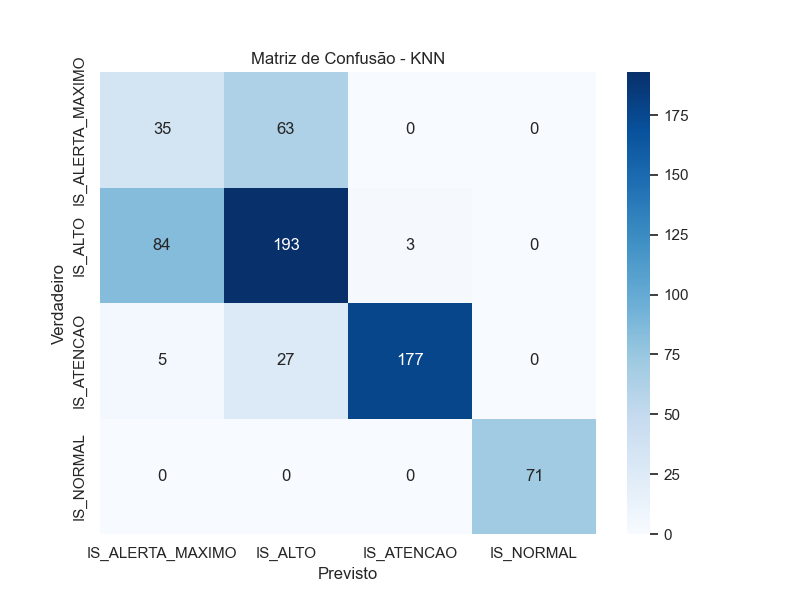 Matriz de Confusão - KNN
Verdadeiro
IS_ALERTA_MAXIMO
35 63 0 0
IS_ALTO
84 193 3 0
IS_ATENCAO
5 27 177 0
IS_NORMAL
0 0 0 71
IS_ALERTA_MAXIMO IS_ALTO IS_ATENCAO IS_NORMAL
Previsto
175
150
125
100
75
50
25
0